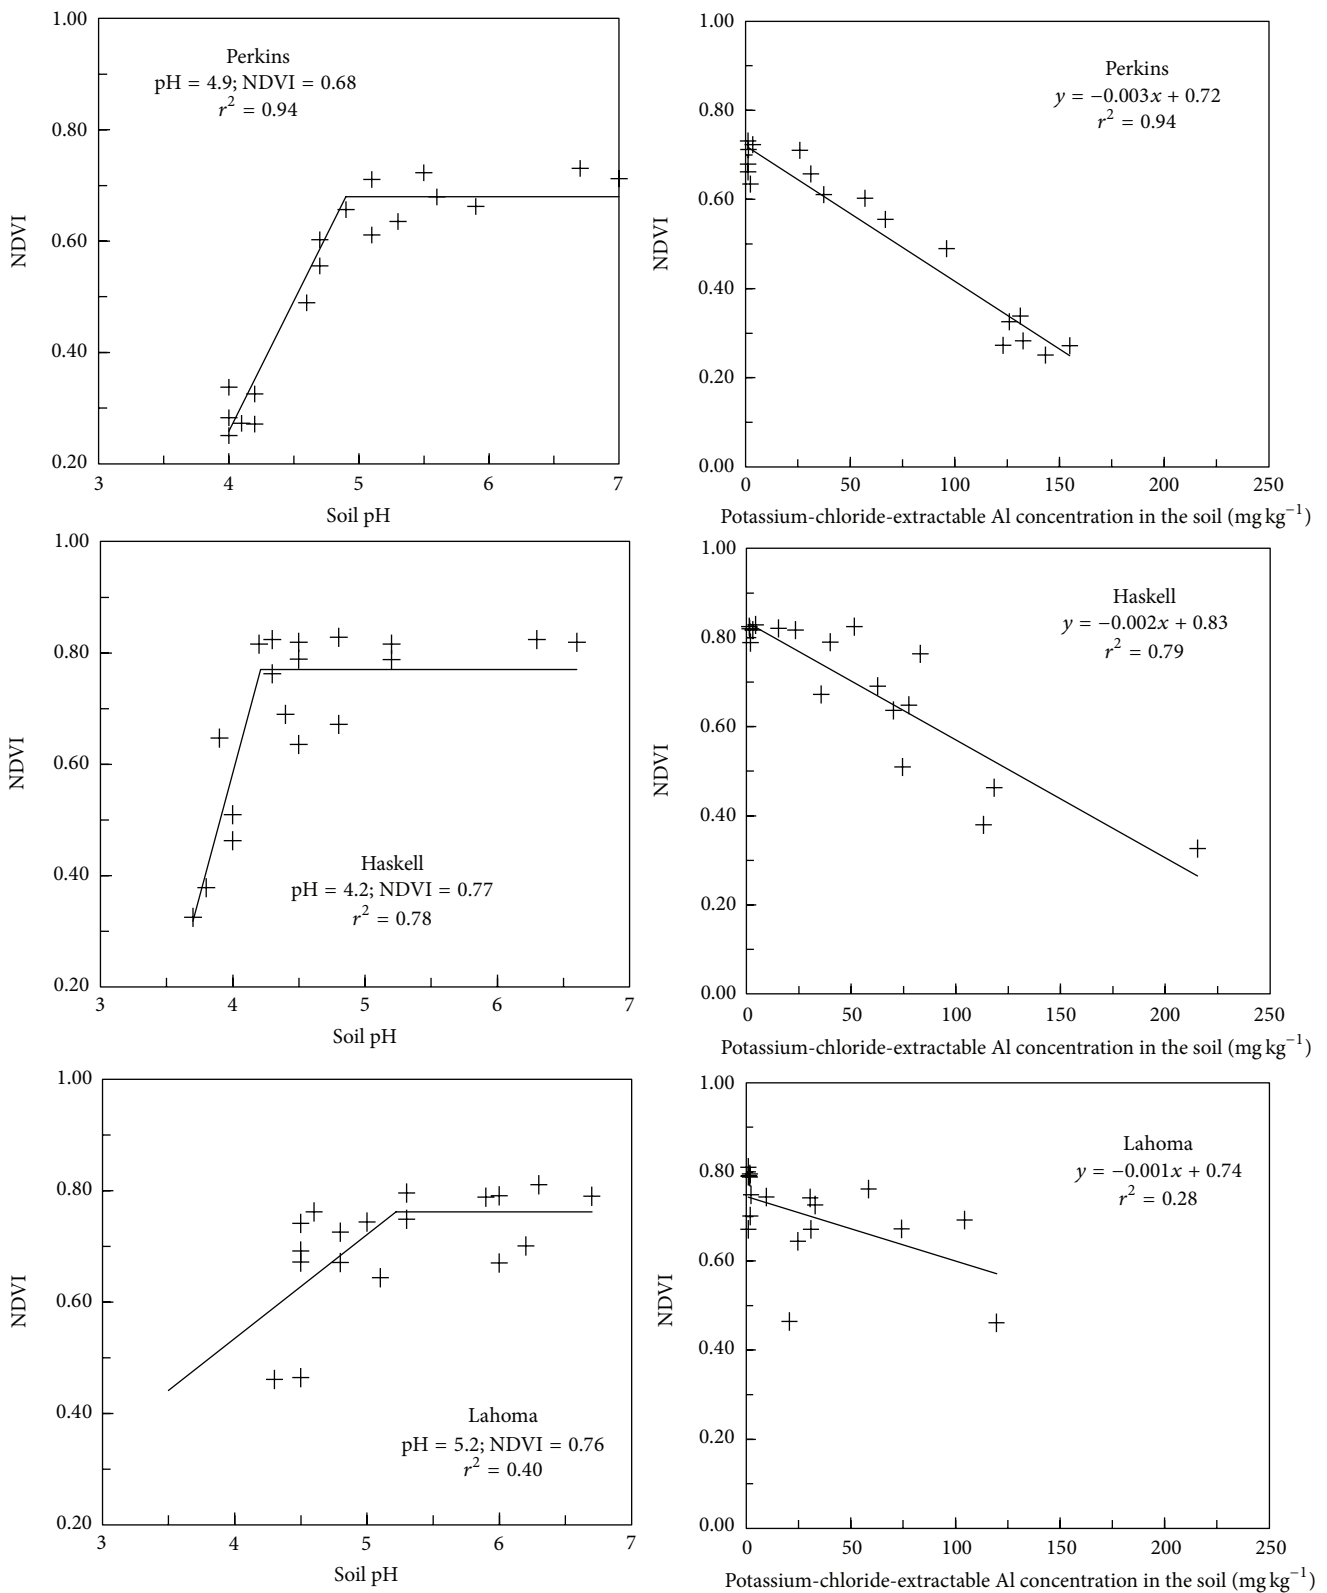 Perkins
pH = 4.9; NDVI = 0.68
r² = 0.94
1.00
0.80
0.60
0.40
0.20
NDVI
3 4 5 6 7
Soil pH
Perkins
y = −0.003x + 0.72
r² = 0.94
1.00
0.80
0.60
0.40
0.20
0.00
NDVI
0 50 100 150 200 250
Potassium-chloride-extractable Al concentration in the soil (mg kg⁻¹)
1.00
0.80
0.60
0.40
0.20
NDVI
Haskell
pH = 4.2; NDVI = 0.77
r² = 0.78
3 4 5 6 7
Soil pH
Haskell
y = −0.002x + 0.83
r² = 0.79
1.00
0.80
0.60
0.40
0.20
0.00
NDVI
0 50 100 150 200 250
Potassium-chloride-extractable Al concentration in the soil (mg kg⁻¹)
1.00
0.80
0.60
0.40
0.20
NDVI
Lahoma
pH = 5.2; NDVI = 0.76
r² = 0.40
3 4 5 6 7
Soil pH
Lahoma
y = −0.001x + 0.74
r² = 0.28
1.00
0.80
0.60
0.40
0.20
0.00
NDVI
0 50 100 150 200 250
Potassium-chloride-extractable Al concentration in the soil (mg kg⁻¹)